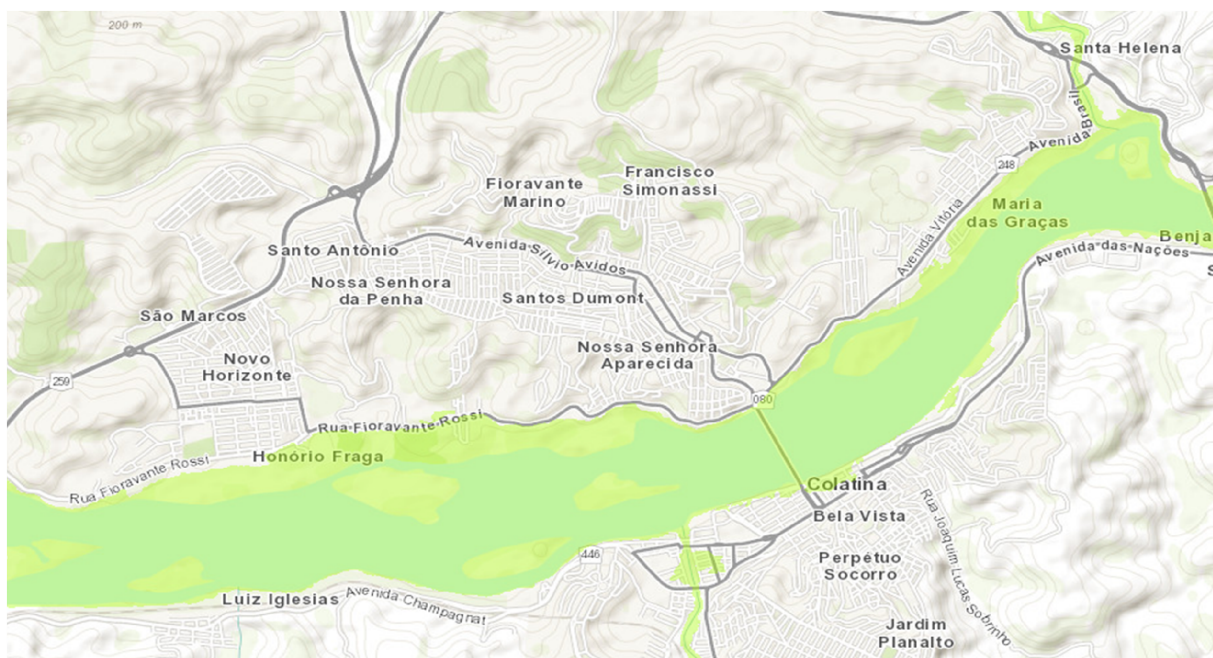 200 m
Santa Helena
Avenida Brasil
248
Francisco
Simonassi
Fioravante
Marino
Maria
das Graças
Avenida Vitória
Benja
Avenida das Nações
S
Santo Antônio
Avenida Sílvio Avidos
Nossa Senhora
da Penha
Santos Dumont
São Marcos
Nossa Senhora
Aparecida
Novo
Horizonte
259
080
Rua Fioravante Rossi
Honório Fraga
Rua Fioravante Rossi
Colatina
Bela Vista
Rua Joaquim Lucas Sobrinho
446
Perpétuo
Socorro
Luiz Iglesias
Avenida Champagnat
Jardim
Planalto